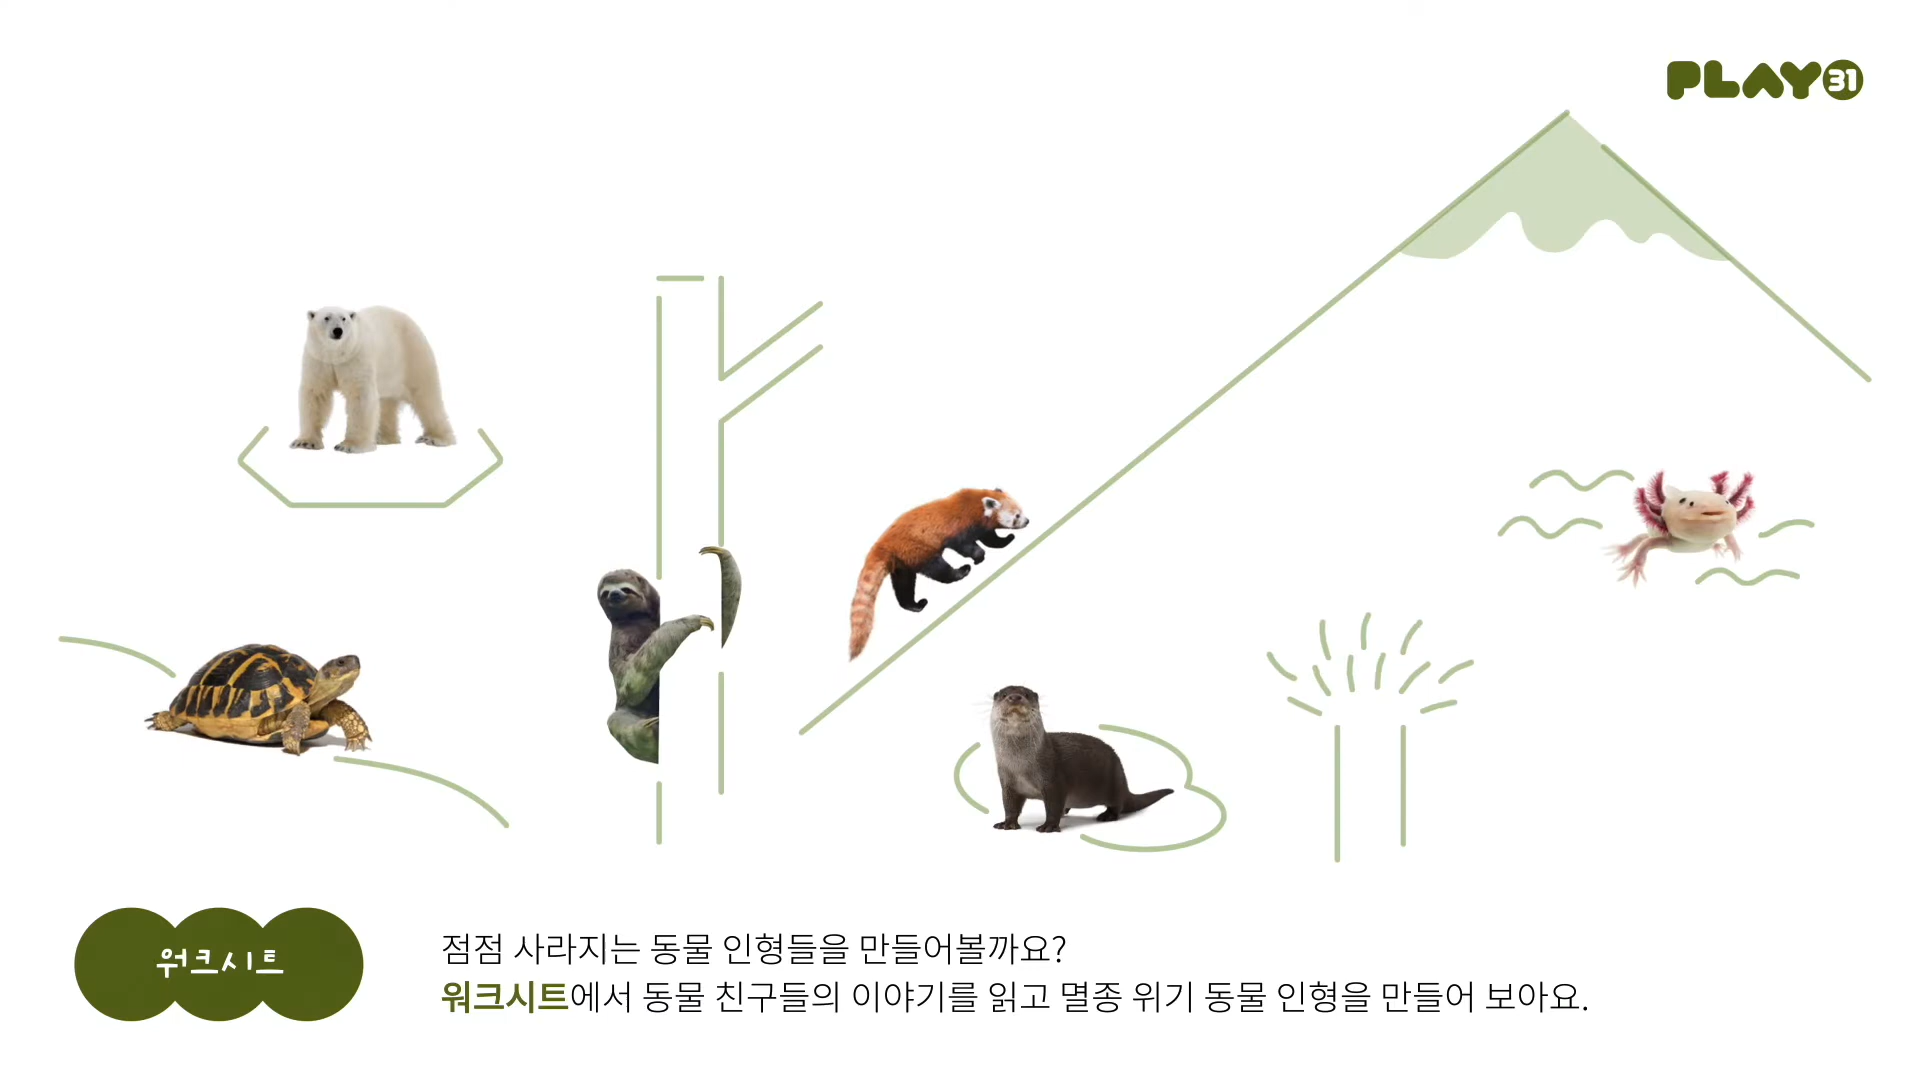 PLAY31
워크시트
점점 사라지는 동물 인형들을 만들어볼까요?
워크시트에서 동물 친구들의 이야기를 읽고 멸종 위기 동물 인형을 만들어 보아요.